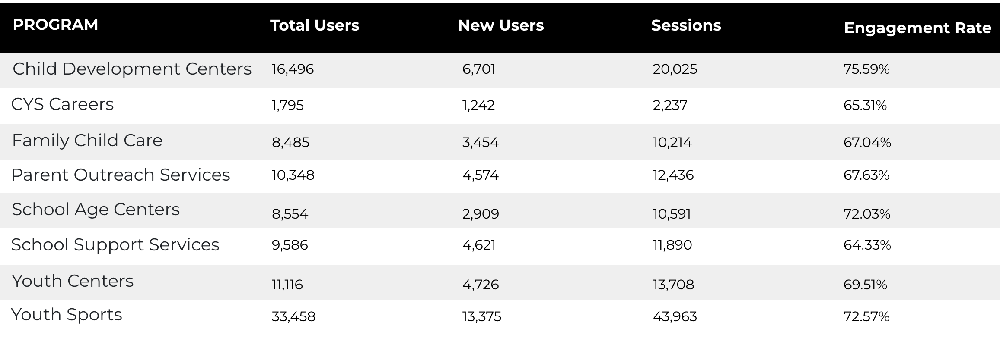 PROGRAM Total Users New Users Sessions Engagement Rate
Child Development Centers 16,496 6,701 20,025 75.59%
CYS Careers 1,795 1,242 2,237 65.31%
Family Child Care 8,485 3,454 10,214 67.04%
Parent Outreach Services 10,348 4,574 12,436 67.63%
School Age Centers 8,554 2,909 10,591 72.03%
School Support Services 9,586 4,621 11,890 64.33%
Youth Centers 11,116 4,726 13,708 69.51%
Youth Sports 33,458 13,375 43,963 72.57%